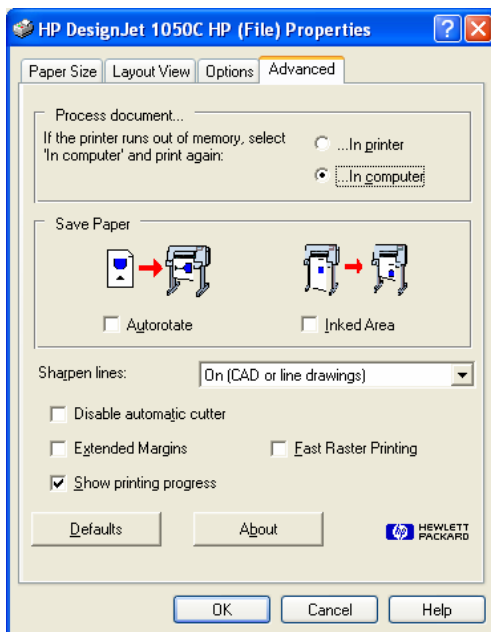 HP DesignJet 1050C HP (File) Properties
Paper Size Layout View Options Advanced
Process document...
If the printer runs out of memory, select
'In computer' and print again:
...In printer
...In computer
Save Paper
Autorotate Inked Area
Sharpen lines: On (CAD or line drawings)
Disable automatic cutter
Extended Margins Fast Raster Printing
Show printing progress
Defaults About hp HEWLETT
PACKARD
OK Cancel Help